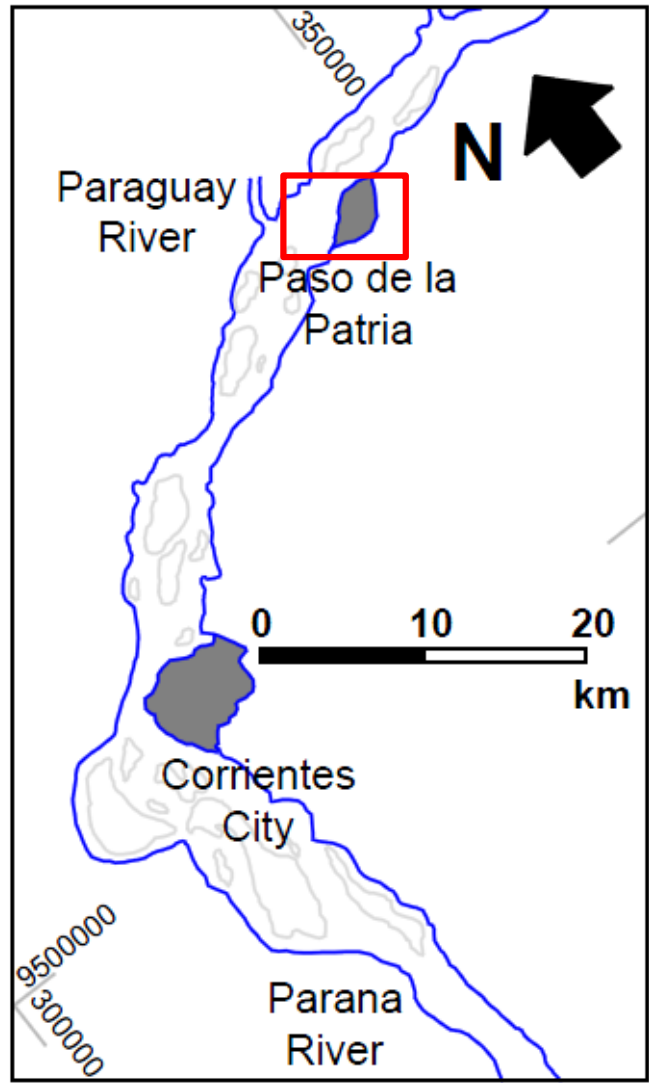 350000
N
Paraguay
River
Paso de la
Patria
0 10 20
km
Corrientes
City
9500000
300000
Parana
River